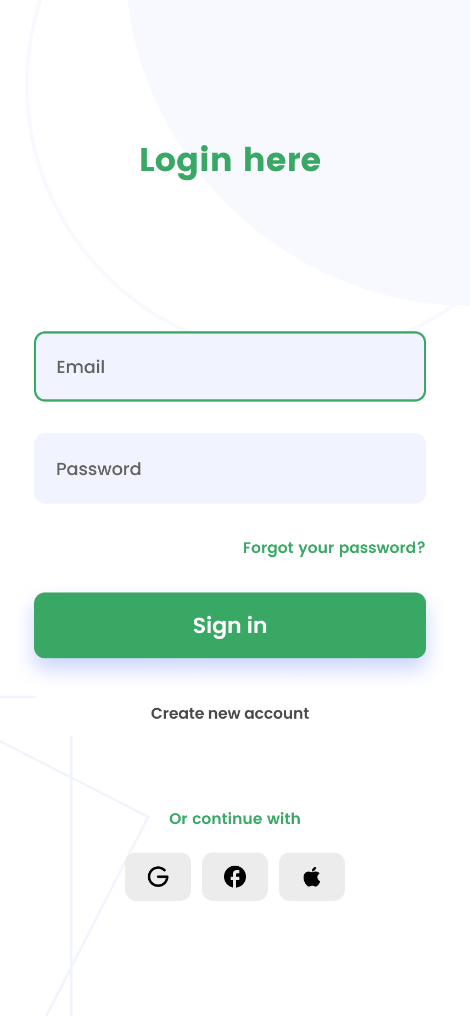 Login here
Email
Password
Forgot your password?
Sign in
Create new account
Or continue with